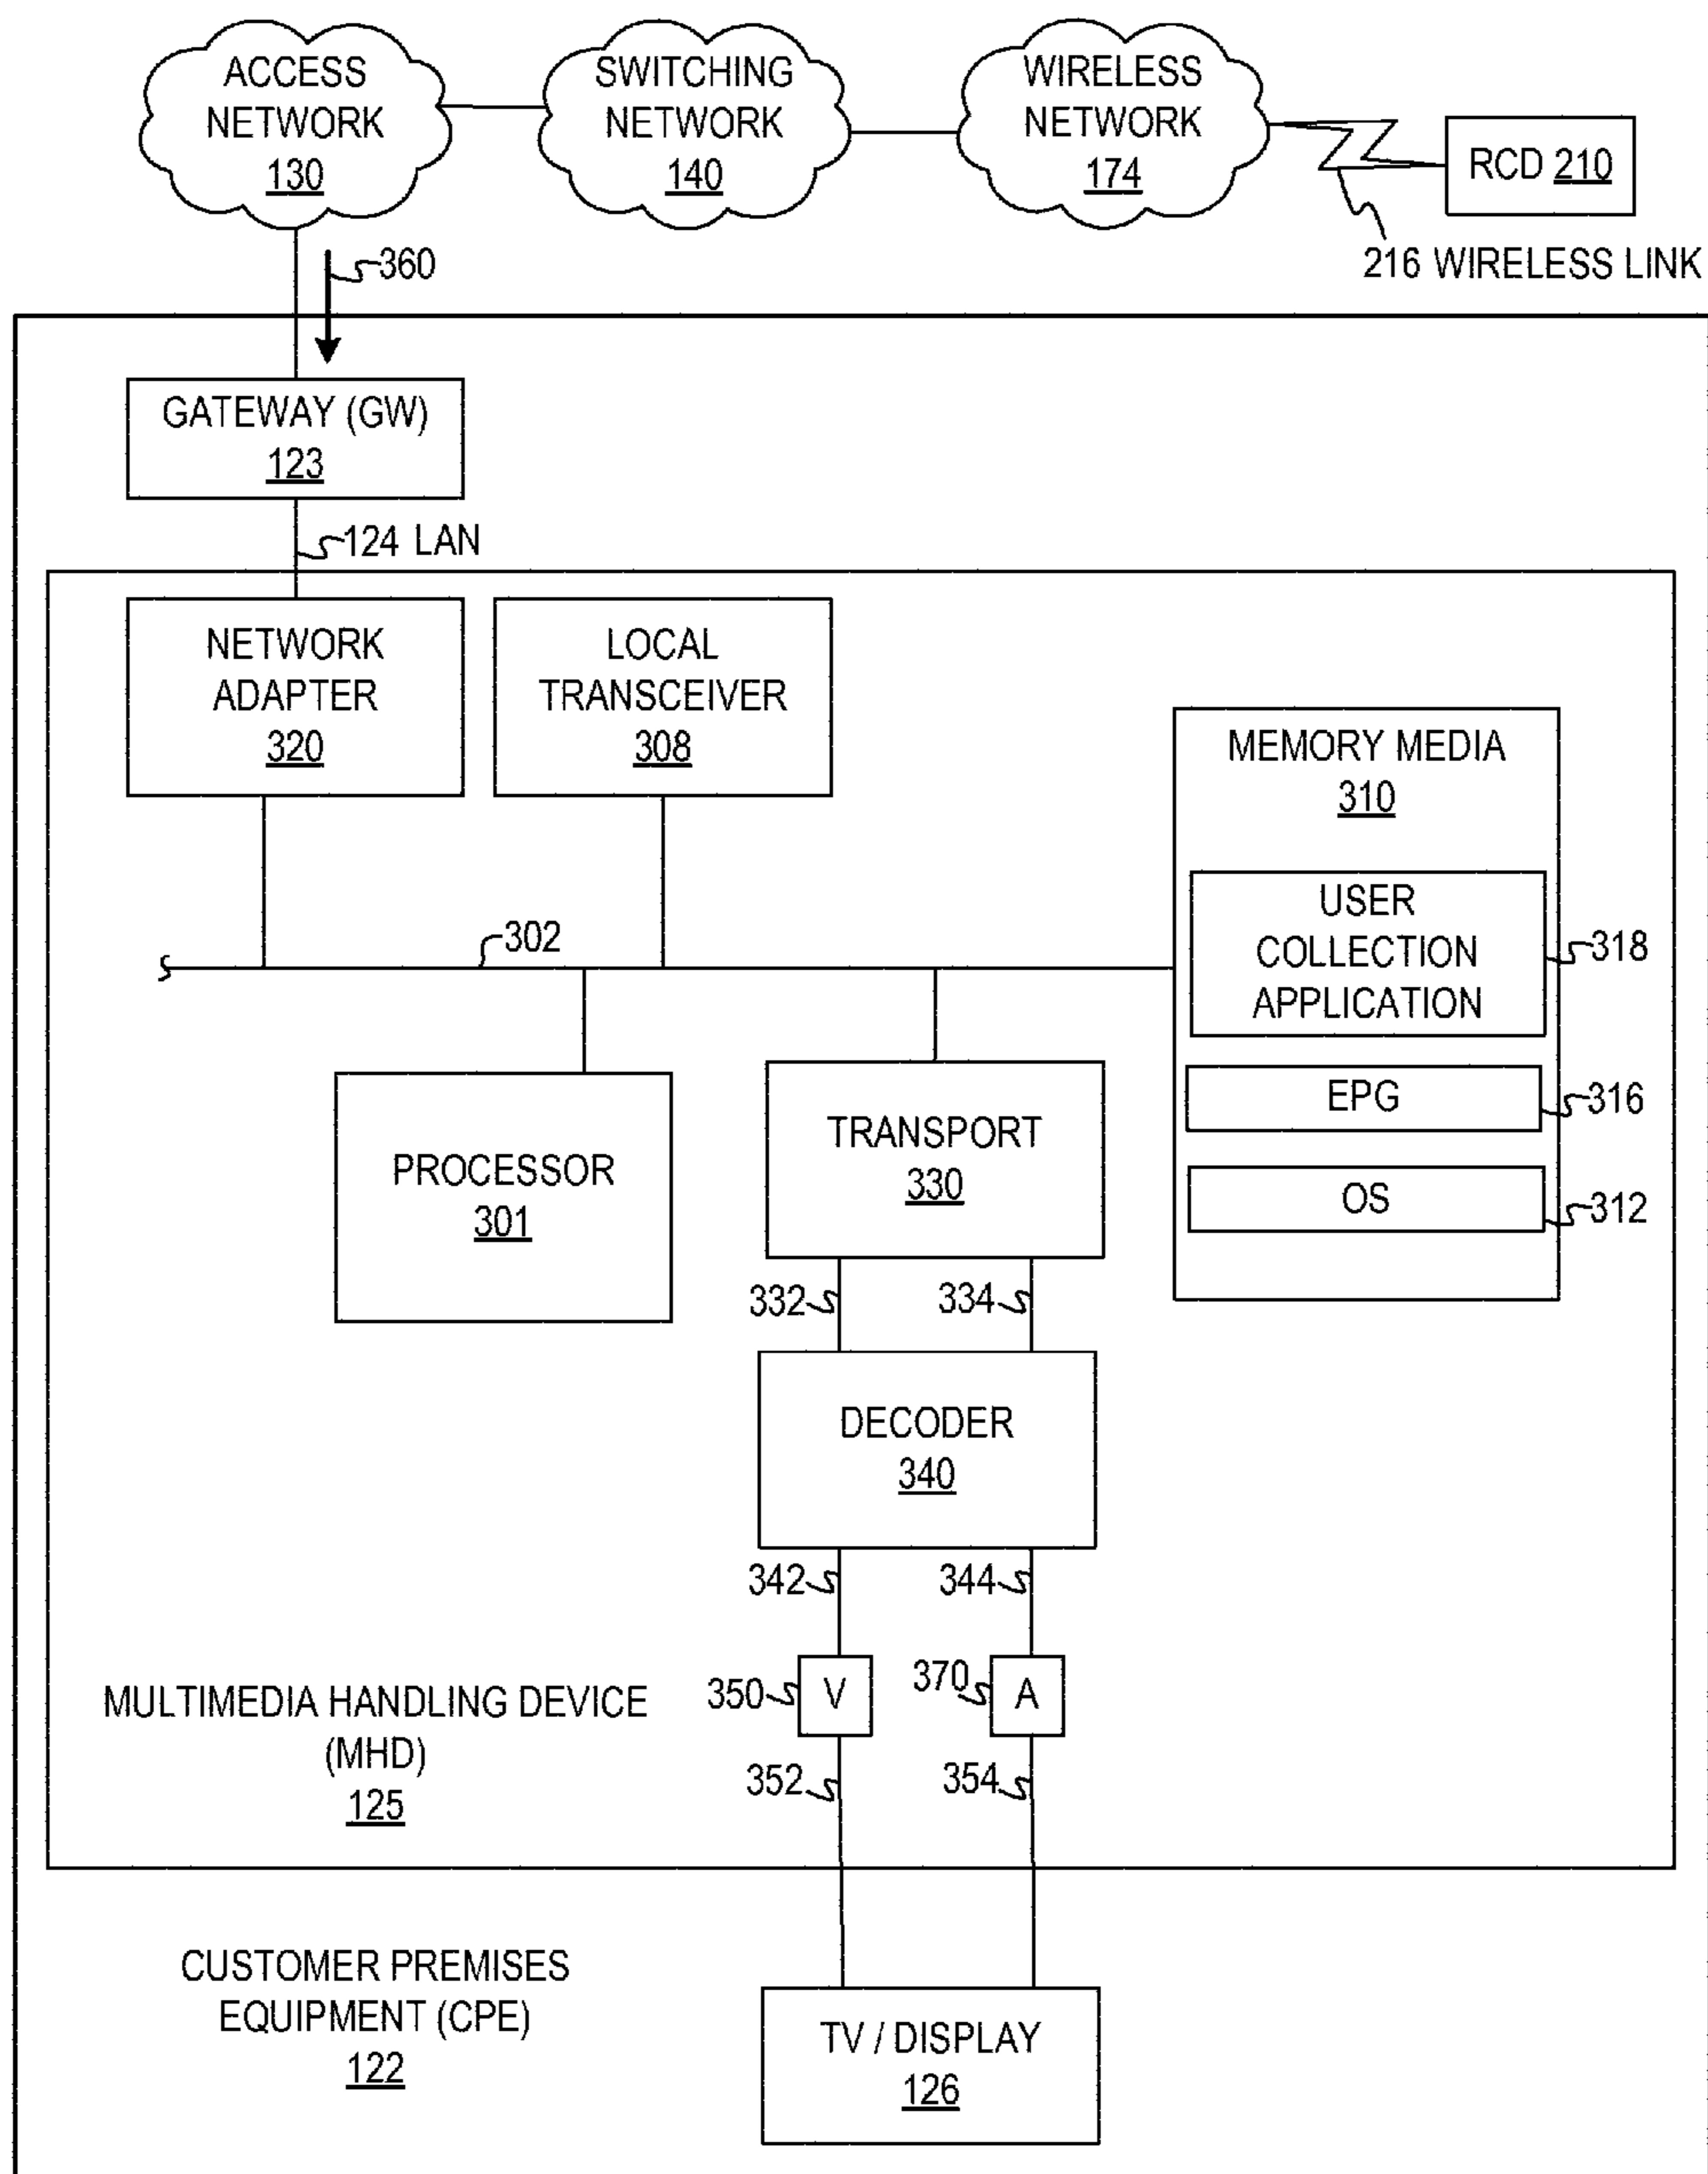 ACCESS
NETWORK
130
SWITCHING
NETWORK
140
WIRELESS
NETWORK
174
RCD 210
216 WIRELESS LINK
360
GATEWAY (GW)
123
124 LAN
NETWORK
ADAPTER
320
LOCAL
TRANSCEIVER
308
MEMORY MEDIA
310
USER
COLLECTION
APPLICATION
318
302
EPG
316
OS
312
PROCESSOR
301
TRANSPORT
330
332
334
DECODER
340
342
344
350
V
370
A
352
354
MULTIMEDIA HANDLING DEVICE
(MHD)
125
CUSTOMER PREMISES
EQUIPMENT (CPE)
122
TV / DISPLAY
126